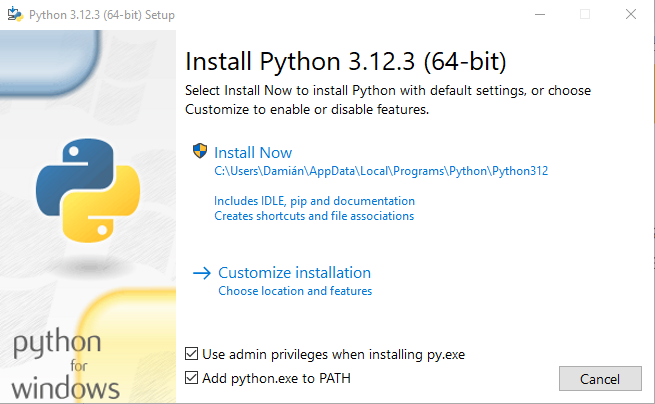 Python 3.12.3 (64-bit) Setup
Install Python 3.12.3 (64-bit)
Select Install Now to install Python with default settings, or choose
Customize to enable or disable features.
Install Now
C:\Users\Damián\AppData\Local\Programs\Python\Python312
Includes IDLE, pip and documentation
Creates shortcuts and file associations
Customize installation
Choose location and features
Use admin privileges when installing py.exe
Add python.exe to PATH
Cancel
python
for
windows